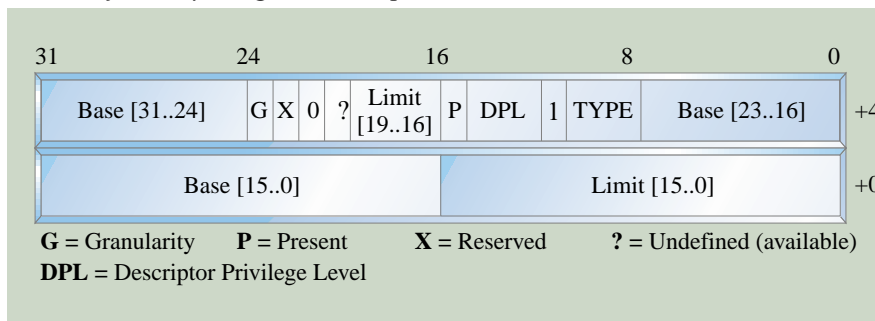 31 24 16 8 0
Base [31..24] G X 0 ? Limit [19..16] P DPL 1 TYPE Base [23..16] +4
Base [15..0] Limit [15..0] +0
G = Granularity P = Present X = Reserved ? = Undefined (available)
DPL = Descriptor Privilege Level